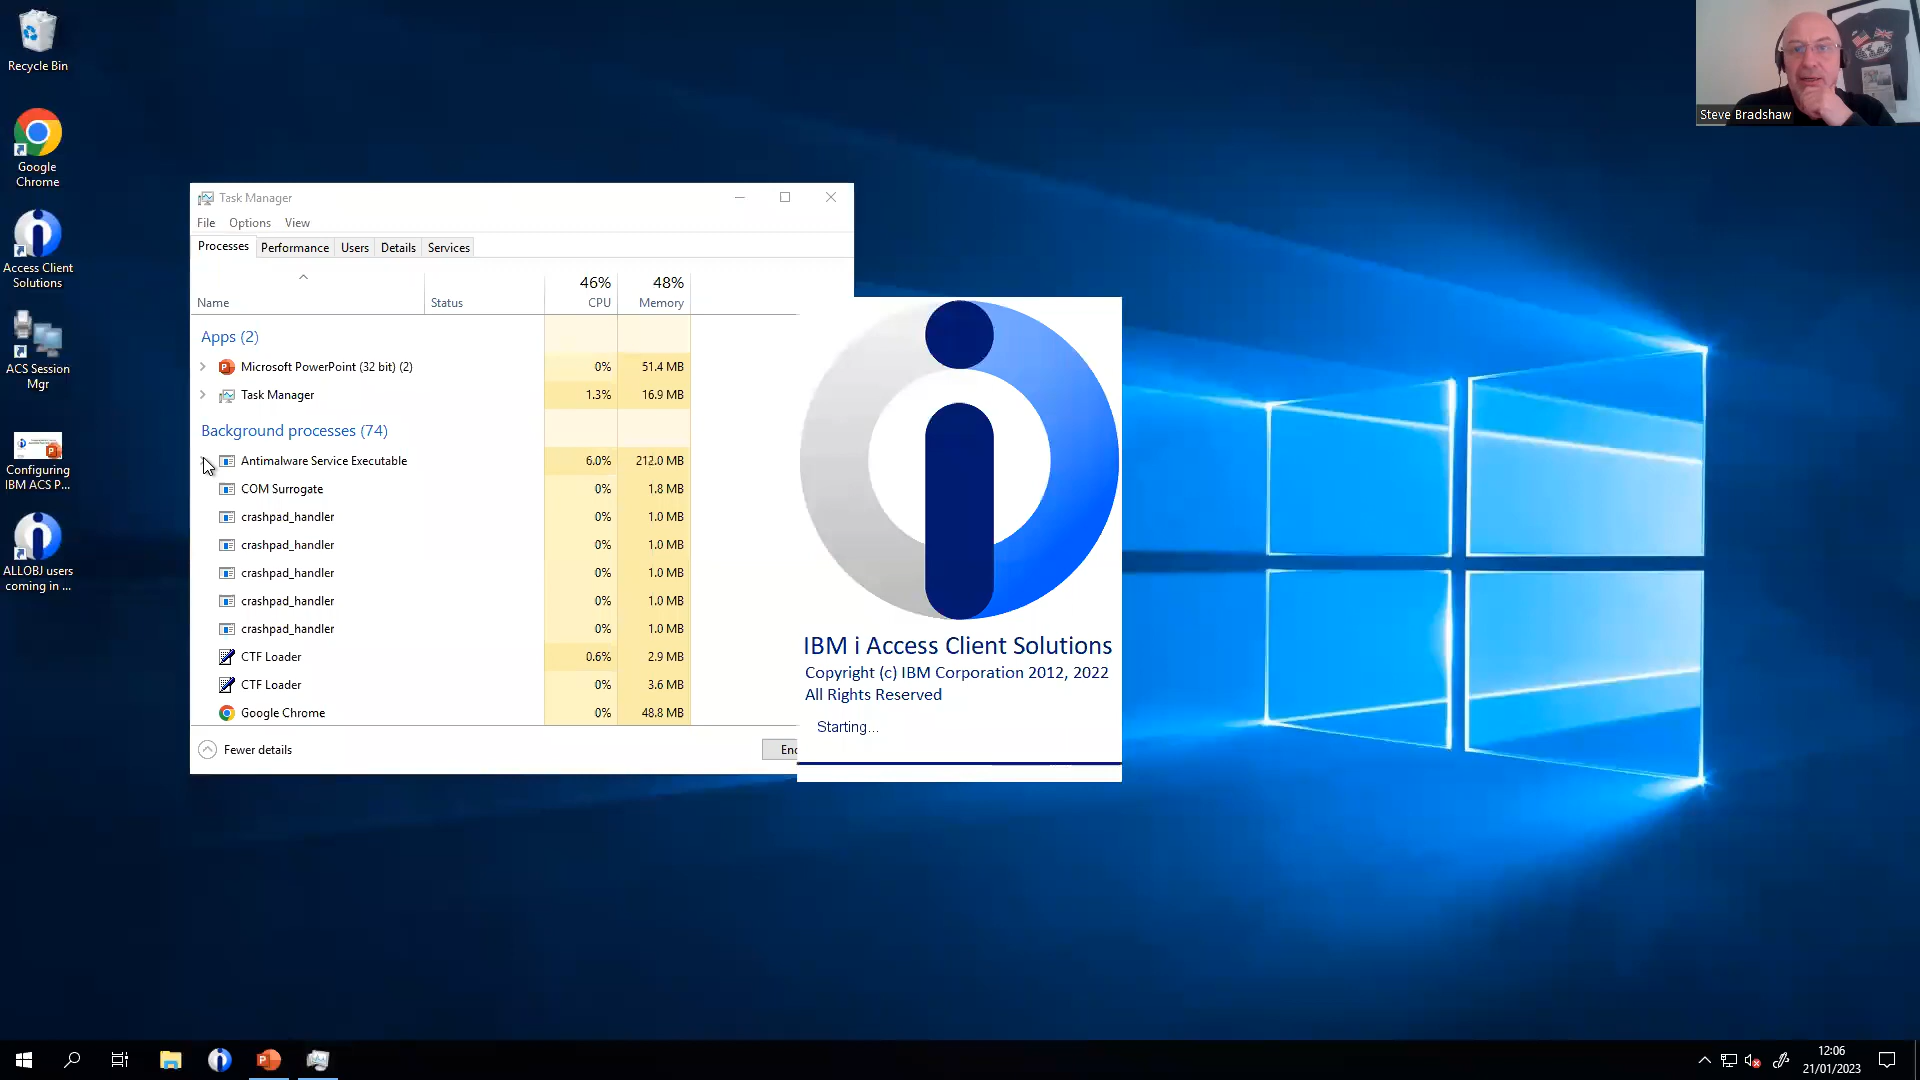 Recycle Bin
Google
Chrome
Access Client
Solutions
ACS Session
Mgr
Configuring
IBM ACS P...
ALLOBJ users
coming in ...
Task Manager
File Options View
Processes Performance Users Details Services
46% 48%
Name Status CPU Memory
Apps (2)
Microsoft PowerPoint (32 bit) (2) 0% 51.4 MB
Task Manager 1.3% 16.9 MB
Background processes (74)
Antimalware Service Executable 6.0% 212.0 MB
COM Surrogate 0% 1.8 MB
crashpad_handler 0% 1.0 MB
crashpad_handler 0% 1.0 MB
crashpad_handler 0% 1.0 MB
crashpad_handler 0% 1.0 MB
crashpad_handler 0% 1.0 MB
CTF Loader 0.6% 2.9 MB
CTF Loader 0% 3.6 MB
Google Chrome 0% 48.8 MB
Fewer details
IBM i Access Client Solutions
Copyright (c) IBM Corporation 2012, 2022
All Rights Reserved
Starting...
Steve Bradshaw
12:06
21/01/2023